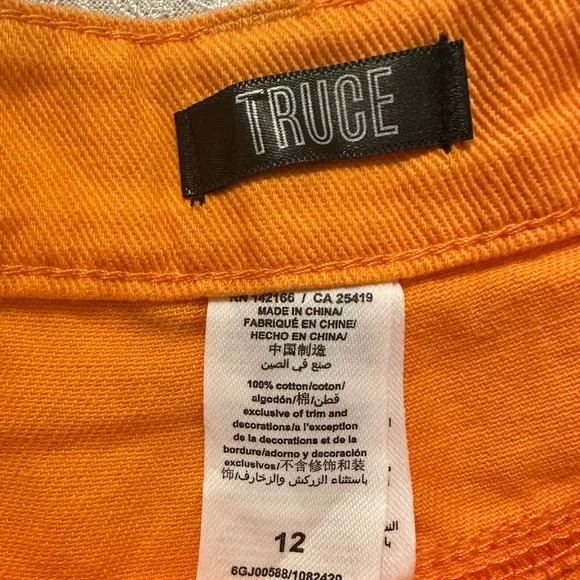 TRUCE
RN 142166 / CA 25419
MADE IN CHINA/
FABRIQUÉ EN CHINE/
HECHO EN CHINA/
中国制造
صنع في الصين
100% cotton/coton/
algodón/棉/قطن/
exclusive of trim and
decorations/a l'exception
de la decorations et de la
bordure/adorno y decoración
exclusivos/不含修饰和装
饰/باستثناء الزركش والزخارف/
12
6GJ00588/1082420